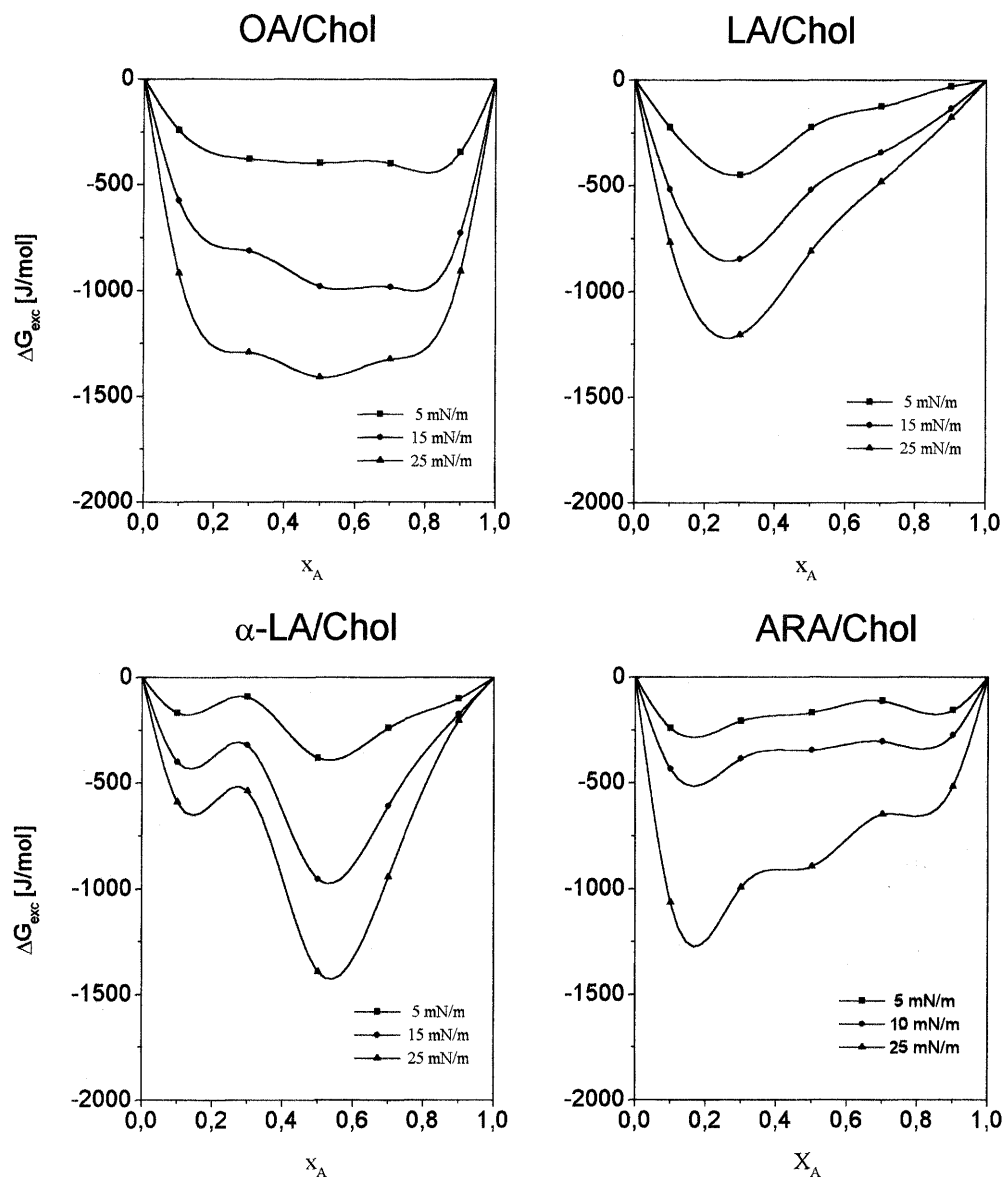 OA/Chol
0
-500
-1000
-1500
-2000
ΔG_exc [J/mol]
5 mN/m
15 mN/m
25 mN/m
0,0 0,2 0,4 0,6 0,8 1,0
x_A
LA/Chol
0
-500
-1000
-1500
-2000
5 mN/m
15 mN/m
25 mN/m
0,0 0,2 0,4 0,6 0,8 1,0
x_A
α-LA/Chol
0
-500
-1000
-1500
-2000
ΔG_exc [J/mol]
5 mN/m
15 mN/m
25 mN/m
0,0 0,2 0,4 0,6 0,8 1,0
x_A
ARA/Chol
0
-500
-1000
-1500
-2000
5 mN/m
10 mN/m
25 mN/m
0,0 0,2 0,4 0,6 0,8 1,0
X_A